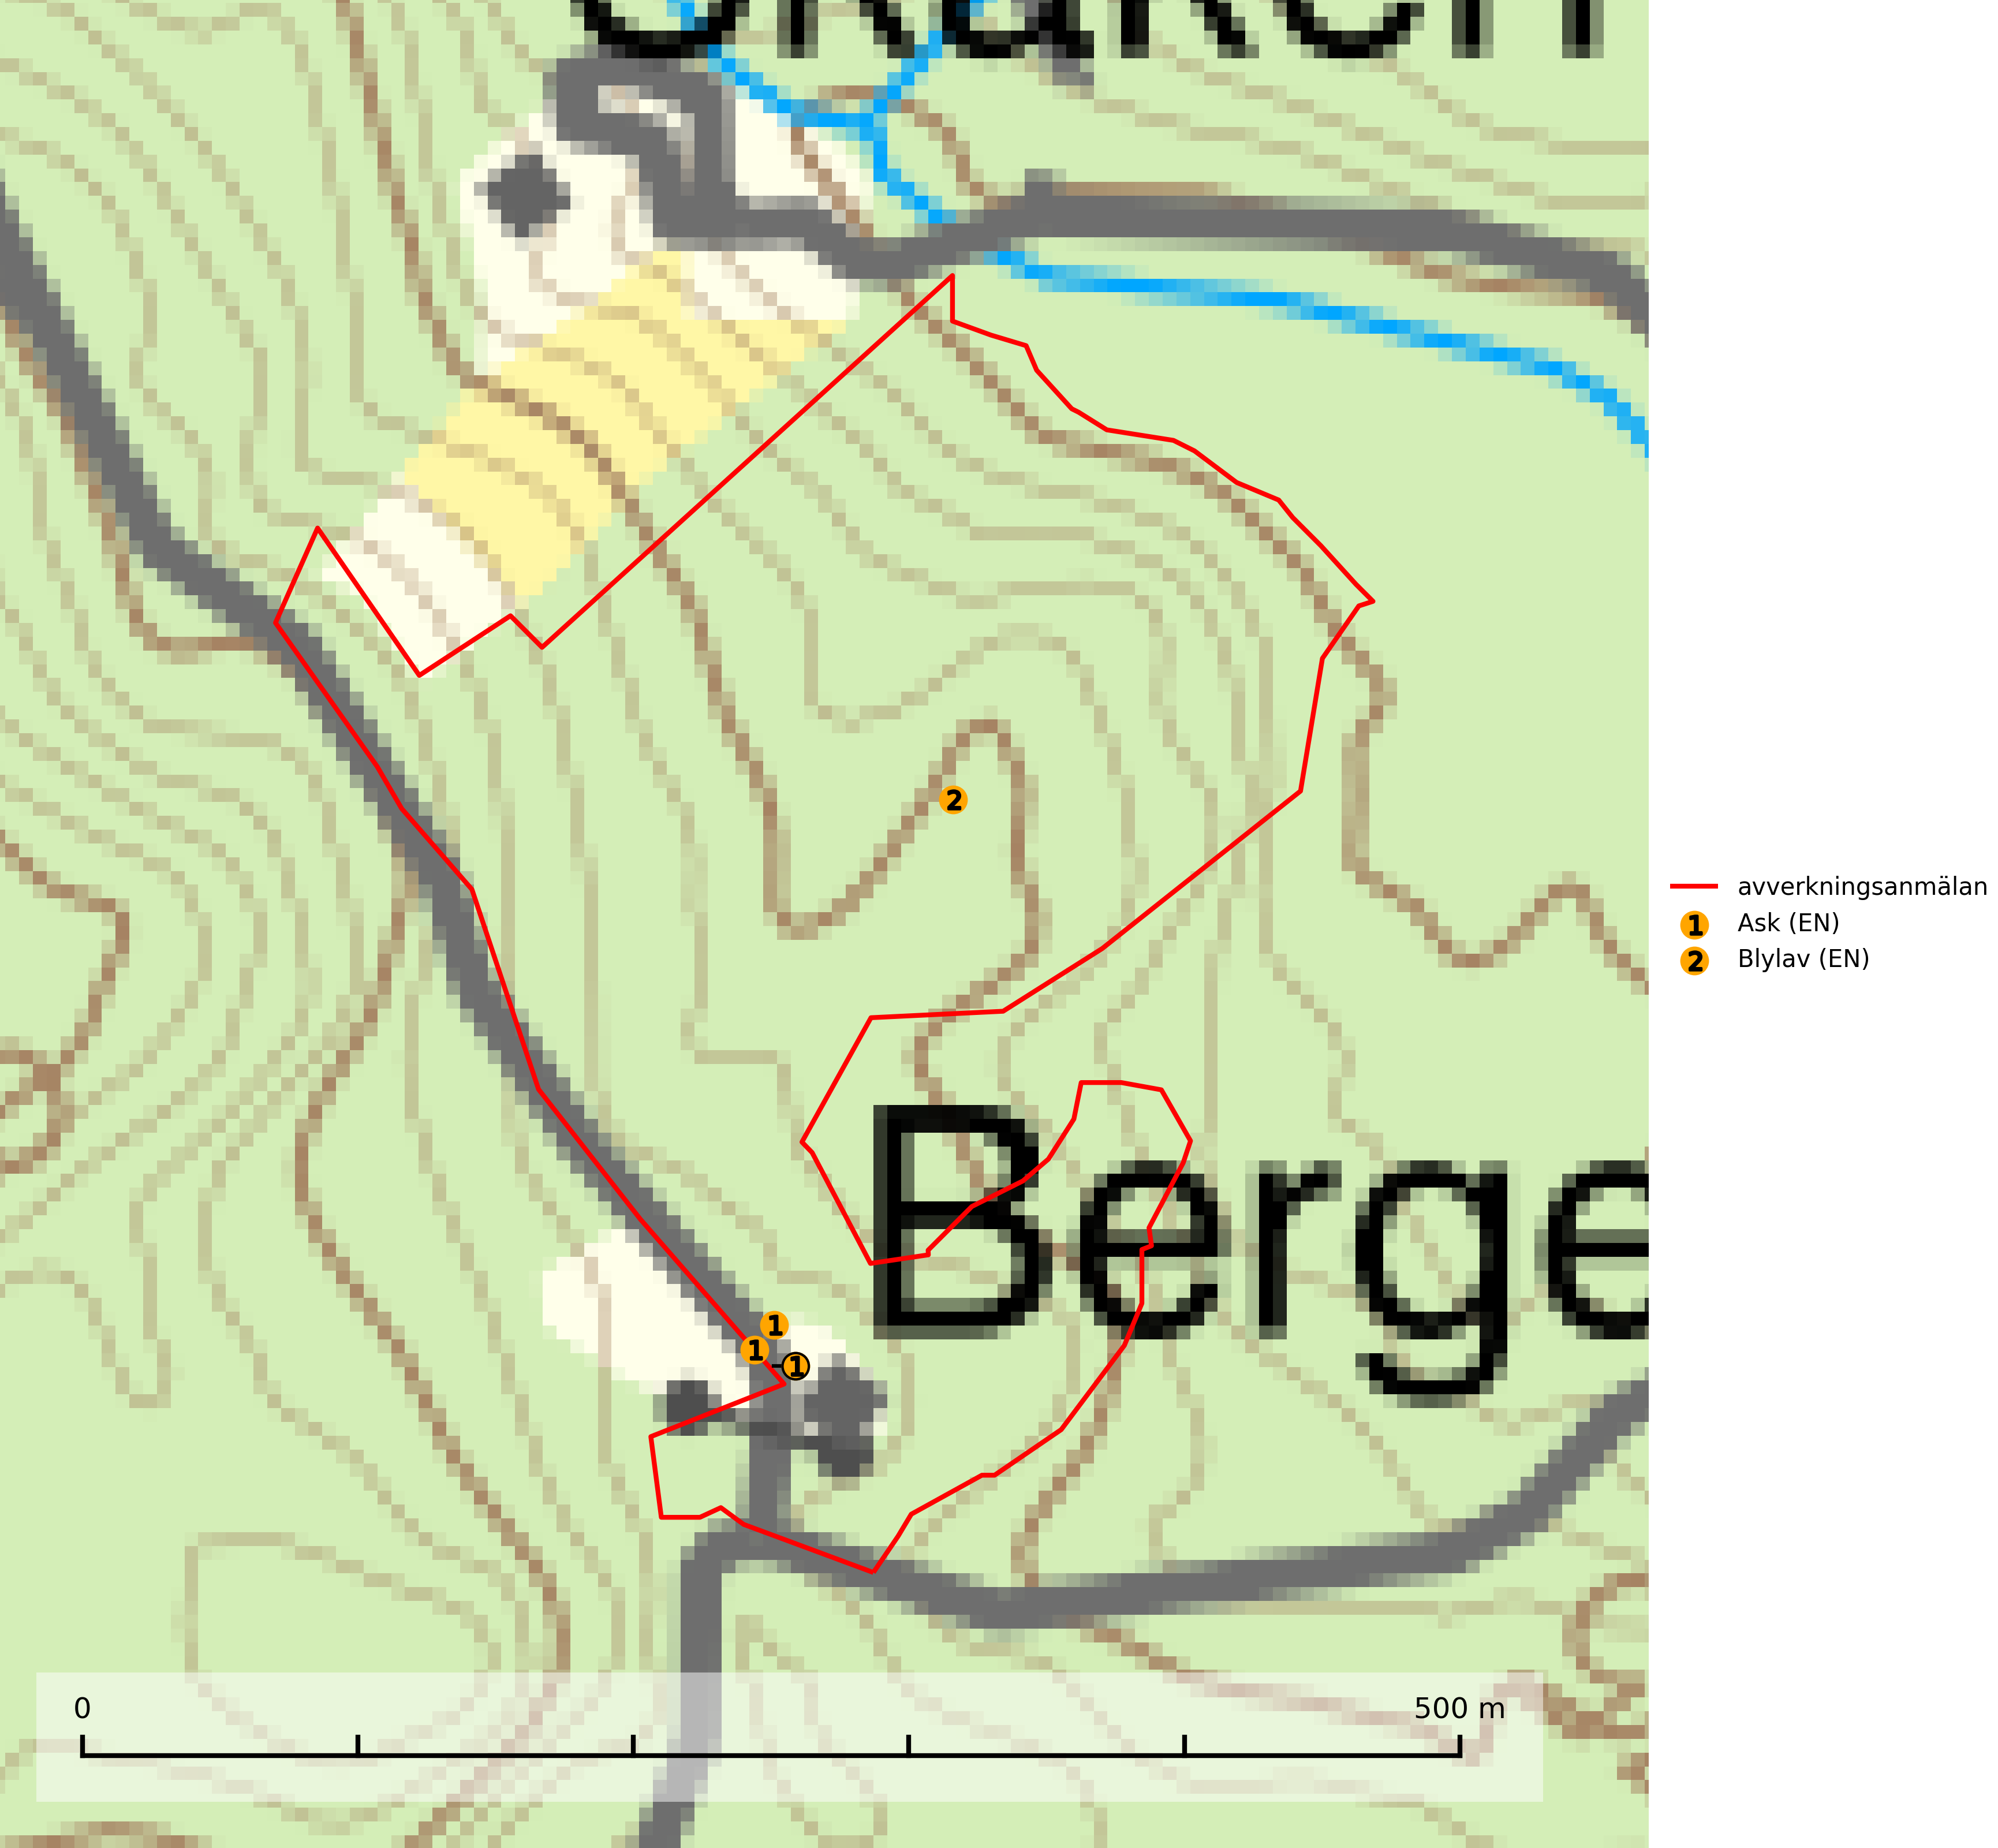 Berge
avverkningsanmälan
1 Ask (EN)
2 Blylav (EN)
2
1
1
1
0 500 m